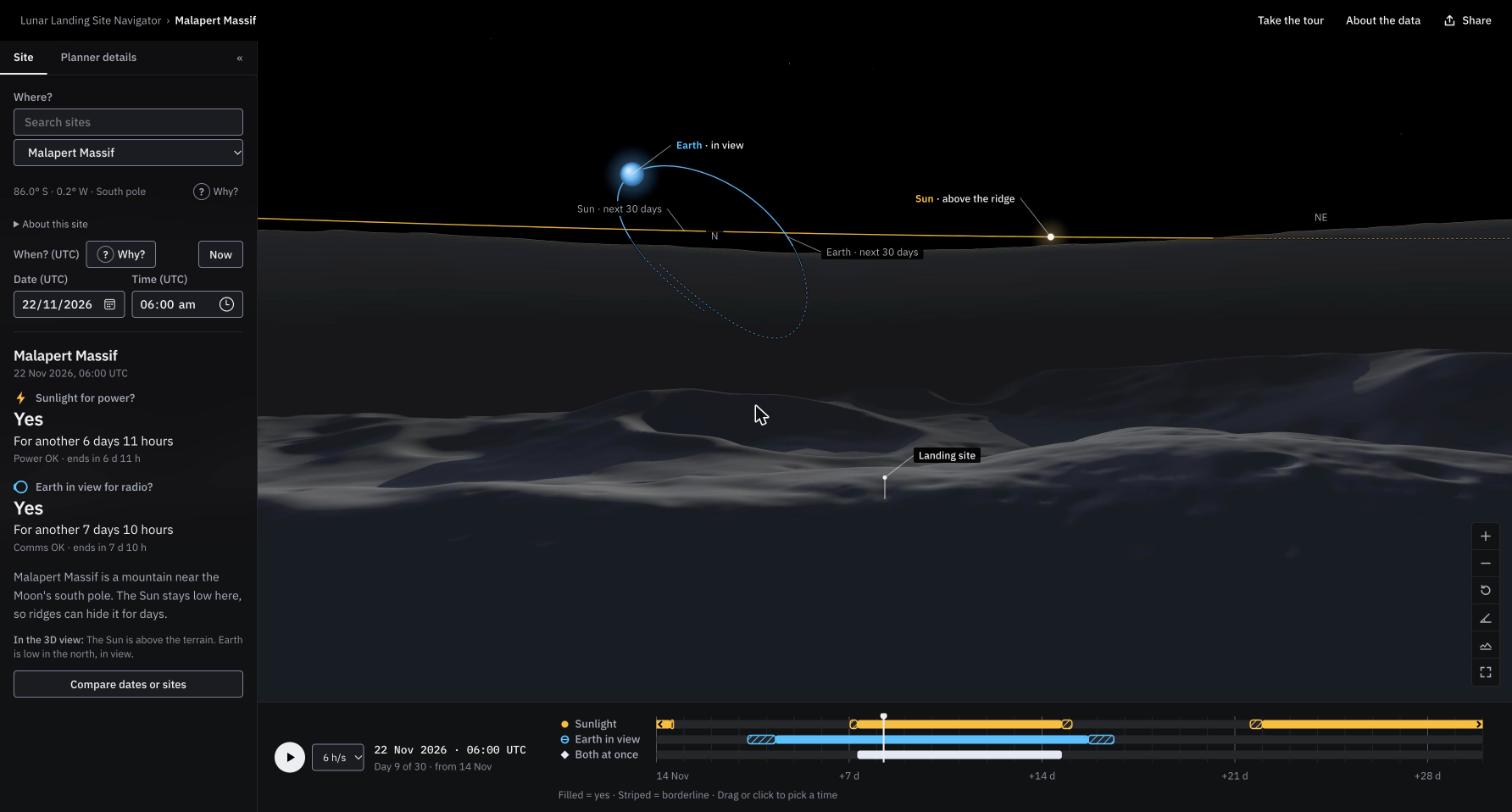 Lunar Landing Site Navigator › Malapert Massif
Take the tour
About the data
Share
Site
Planner details
«
Where?
Search sites
Malapert Massif
86.0° S · 0.2° W · South pole
? Why?
About this site
When? (UTC)
? Why?
Now
Date (UTC)
Time (UTC)
22/11/2026
06:00 am
Malapert Massif
22 Nov 2026, 06:00 UTC
Sunlight for power?
Yes
For another 6 days 11 hours
Power OK · ends in 6 d 11 h
Earth in view for radio?
Yes
For another 7 days 10 hours
Comms OK · ends in 7 d 10 h
Malapert Massif is a mountain near the
Moon's south pole. The Sun stays low here,
so ridges can hide it for days.
In the 3D view: The Sun is above the terrain. Earth
is low in the north, in view.
Compare dates or sites
Earth · in view
Sun · next 30 days
Sun · above the ridge
N
NE
Earth · next 30 days
Landing site
6 h/s
22 Nov 2026 · 06:00 UTC
Day 9 of 30 · from 14 Nov
Sunlight
Earth in view
Both at once
14 Nov
+7 d
+14 d
+21 d
+28 d
Filled = yes · Striped = borderline · Drag or click to pick a time